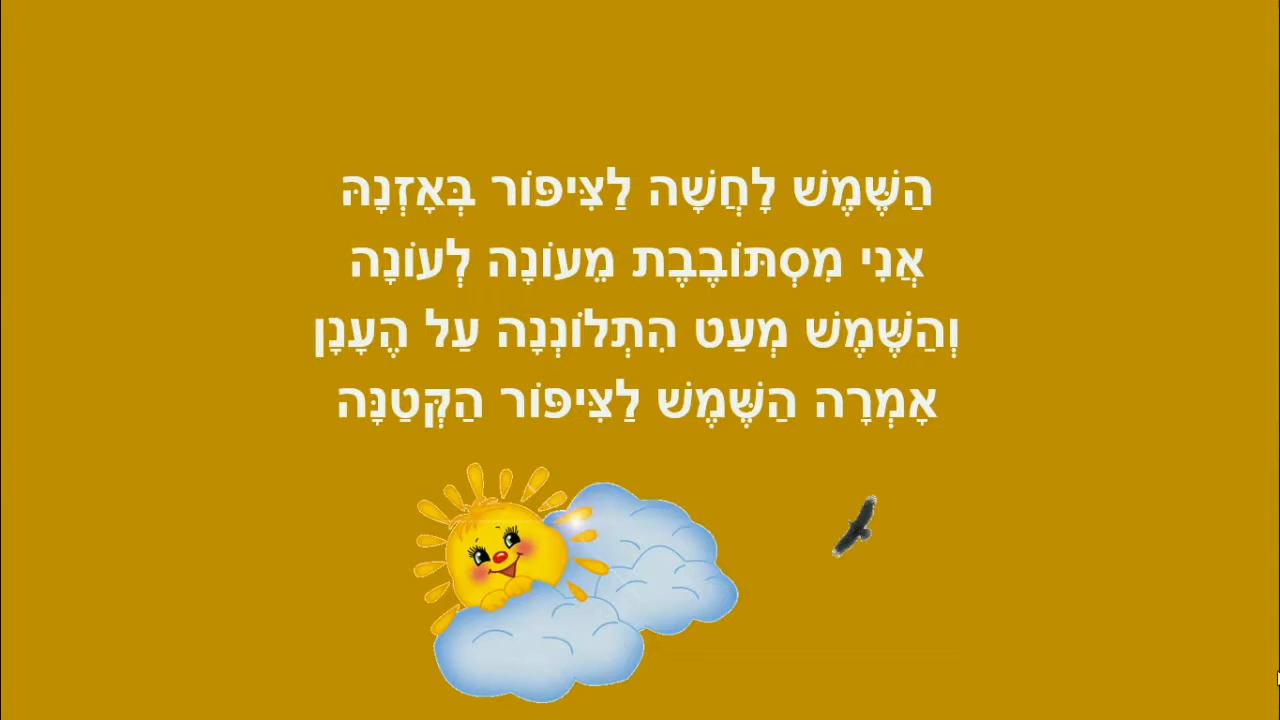 הַשֶּׁמֶשׁ לָחֲשָׁה לַצִּיפּוֹר בְּאָזְנָהּ
אֲנִי מִסְתּוֹבֶבֶת מֵעוֹנָה לְעוֹנָה
וְהַשֶּׁמֶשׁ מְעַט הִתְלוֹנְנָה עַל הֶעָנָן
אָמְרָה הַשֶּׁמֶשׁ לַצִּיפּוֹר הַקְּטַנָּה